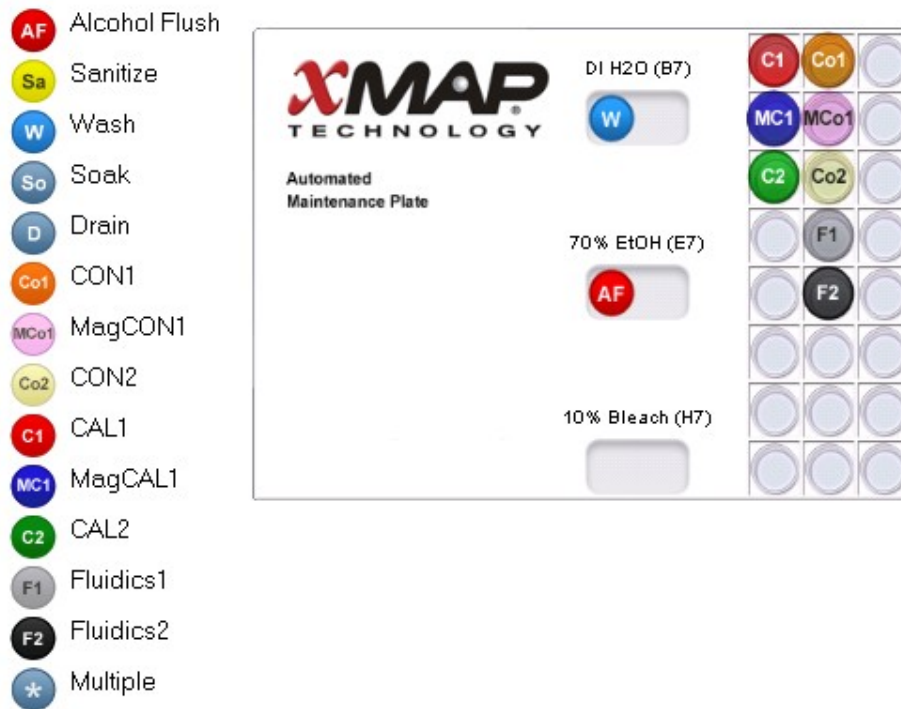 AF Alcohol Flush
Sa Sanitize
W Wash
So Soak
D Drain
Co1 CON1
MCo1 MagCON1
Co2 CON2
C1 CAL1
MC1 MagCAL1
C2 CAL2
F1 Fluidics1
F2 Fluidics2
* Multiple
xMAP®
TECHNOLOGY
Automated
Maintenance Plate
DI H2O (B7)
W
70% EtOH (E7)
AF
10% Bleach (H7)
C1 Co1
MC1 MCo1
C2 Co2
F1
F2